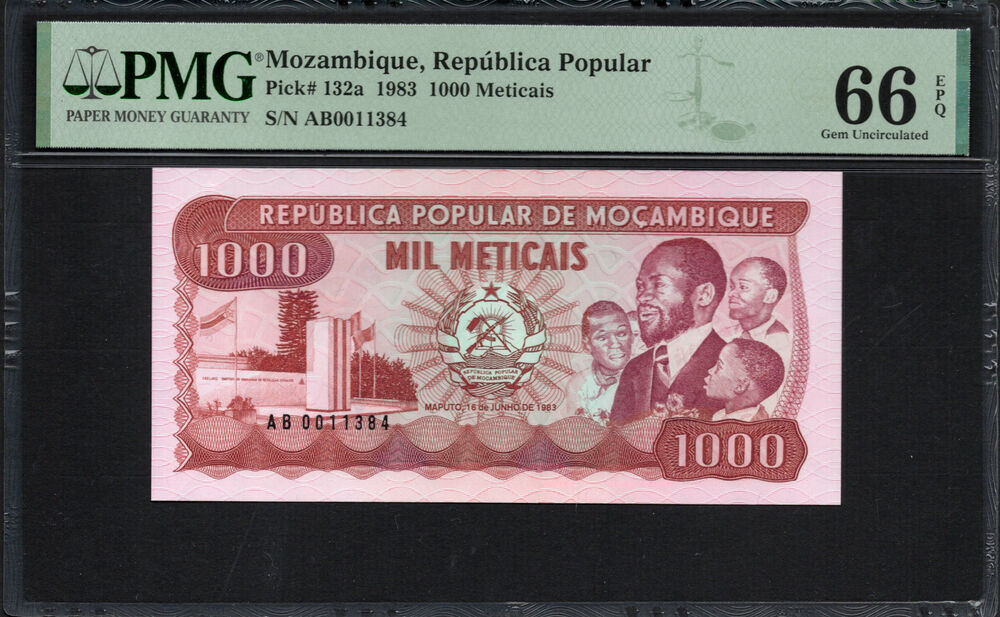 PMG®
PAPER MONEY GUARANTY
Mozambique, República Popular
Pick# 132a 1983 1000 Meticais
S/N AB0011384
66 EPQ
Gem Uncirculated
REPÚBLICA POPULAR DE MOÇAMBIQUE
1000
MIL METICAIS
REPÚBLICA POPULAR
DE MOÇAMBIQUE
MAPUTO, 16 de JUNHO DE 1983
AB 0011384
1000